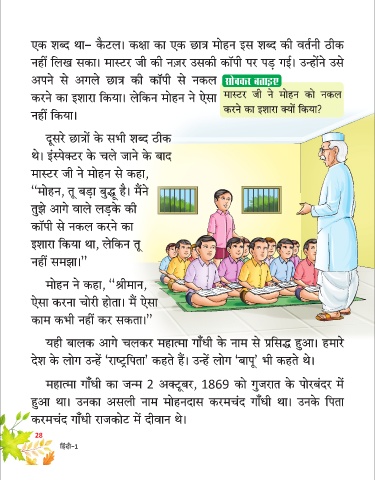 एक शब्द था– कैटल। कक्षा का एक छात्र मोहन इस शब्द की वर्तनी ठीक
नहीं लिख सका। मास्टर जी की नज़र उसकी कॉपी पर पड़ गई। उन्होंने उसे
अपने से अगले छात्र की कॉपी से नकल
करने का इशारा किया। लेकिन मोहन ने ऐसा
नहीं किया।
सोचकर बताइए
मास्टर जी ने मोहन को नकल
करने का इशारा क्यों किया?
दूसरे छात्रों के सभी शब्द ठीक
थे। इंस्पेक्टर के चले जाने के बाद
मास्टर जी ने मोहन से कहा,
“मोहन, तू बड़ा बुद्धू है। मैंने
तुझे आगे वाले लड़के की
कॉपी से नकल करने का
इशारा किया था, लेकिन तू
नहीं समझा।”
मोहन ने कहा, “श्रीमान,
ऐसा करना चोरी होता। मैं ऐसा
काम कभी नहीं कर सकता।”
यही बालक आगे चलकर महात्मा गाँधी के नाम से प्रसिद्ध हुआ। हमारे
देश के लोग उन्हें ‘राष्ट्रपिता’ कहते हैं। उन्हें लोग ‘बापू’ भी कहते थे।
महात्मा गाँधी का जन्म 2 अक्टूबर, 1869 को गुजरात के पोरबंदर में
हुआ था। उनका असली नाम मोहनदास करमचंद गाँधी था। उनके पिता
करमचंद गाँधी राजकोट में दीवान थे।
28
हिंदी-1